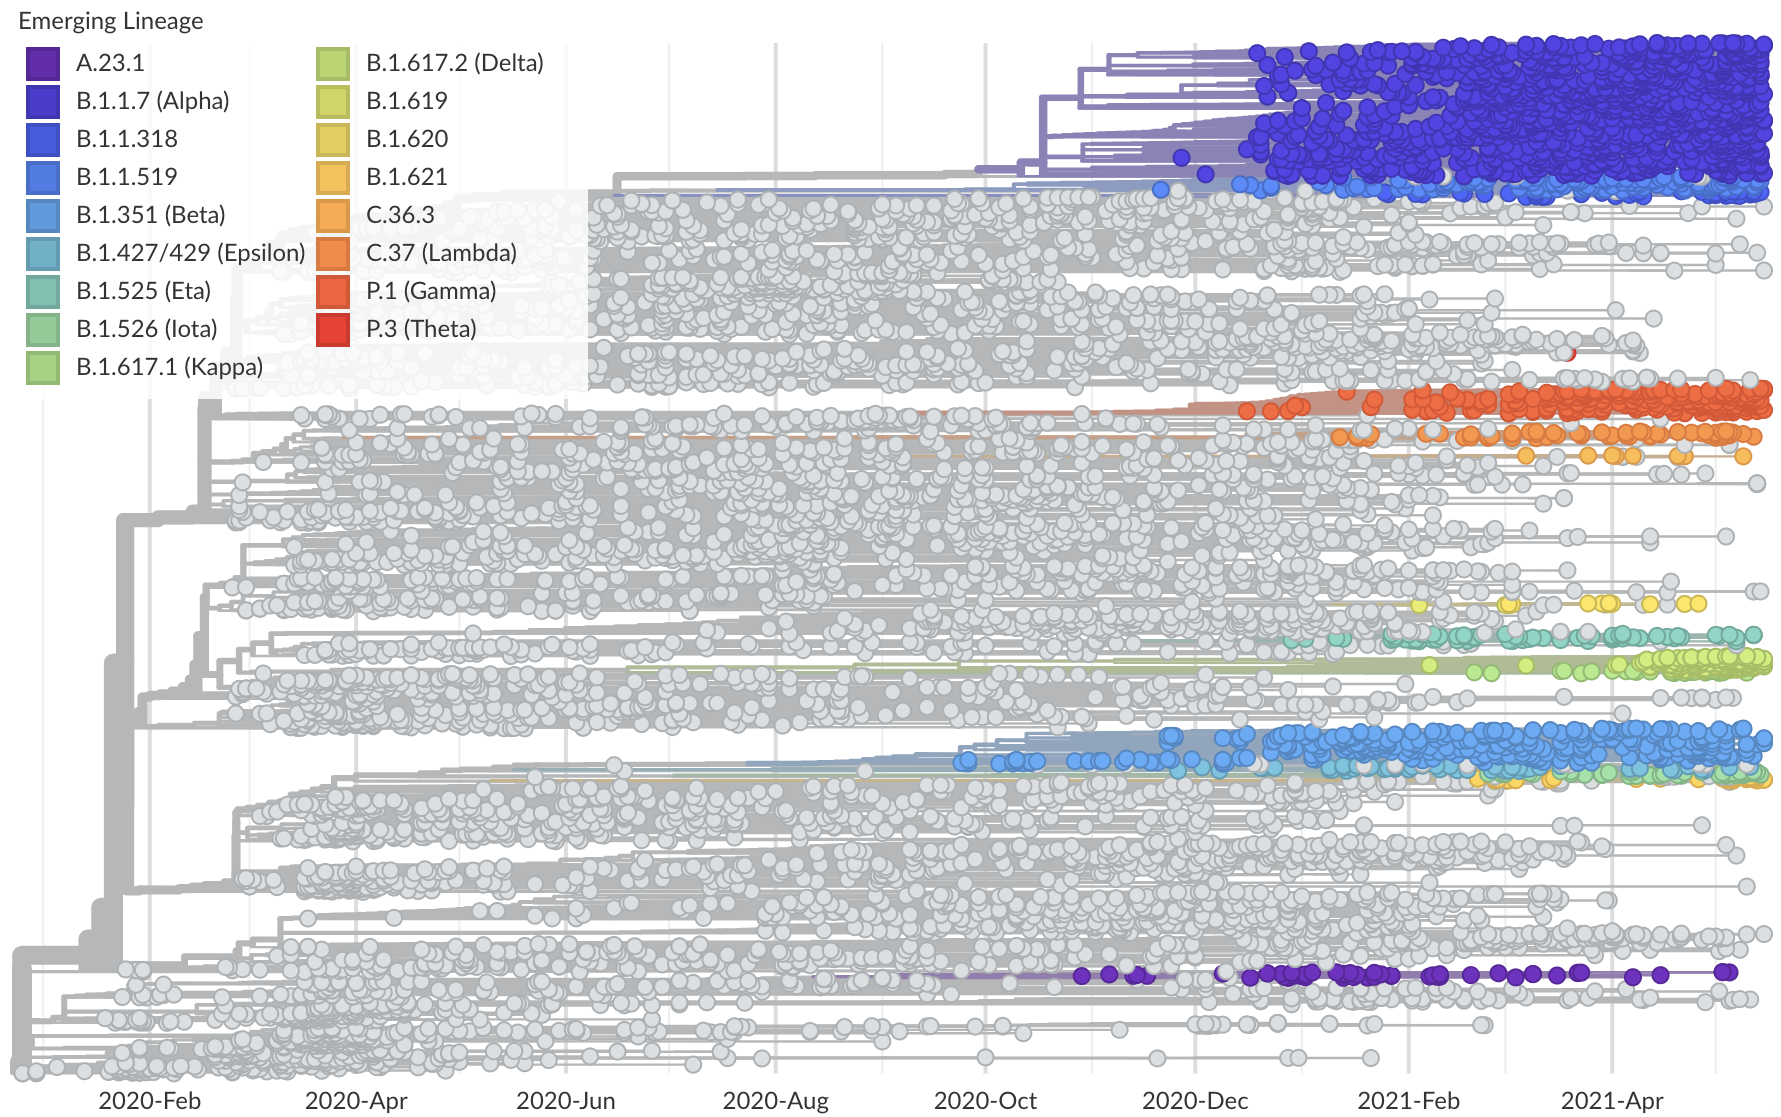 Emerging Lineage
A.23.1
B.1.1.7 (Alpha)
B.1.1.318
B.1.1.519
B.1.351 (Beta)
B.1.427/429 (Epsilon)
B.1.525 (Eta)
B.1.526 (Iota)
B.1.617.1 (Kappa)
B.1.617.2 (Delta)
B.1.619
B.1.620
B.1.621
C.36.3
C.37 (Lambda)
P.1 (Gamma)
P.3 (Theta)
2020-Feb 2020-Apr 2020-Jun 2020-Aug 2020-Oct 2020-Dec 2021-Feb 2021-Apr